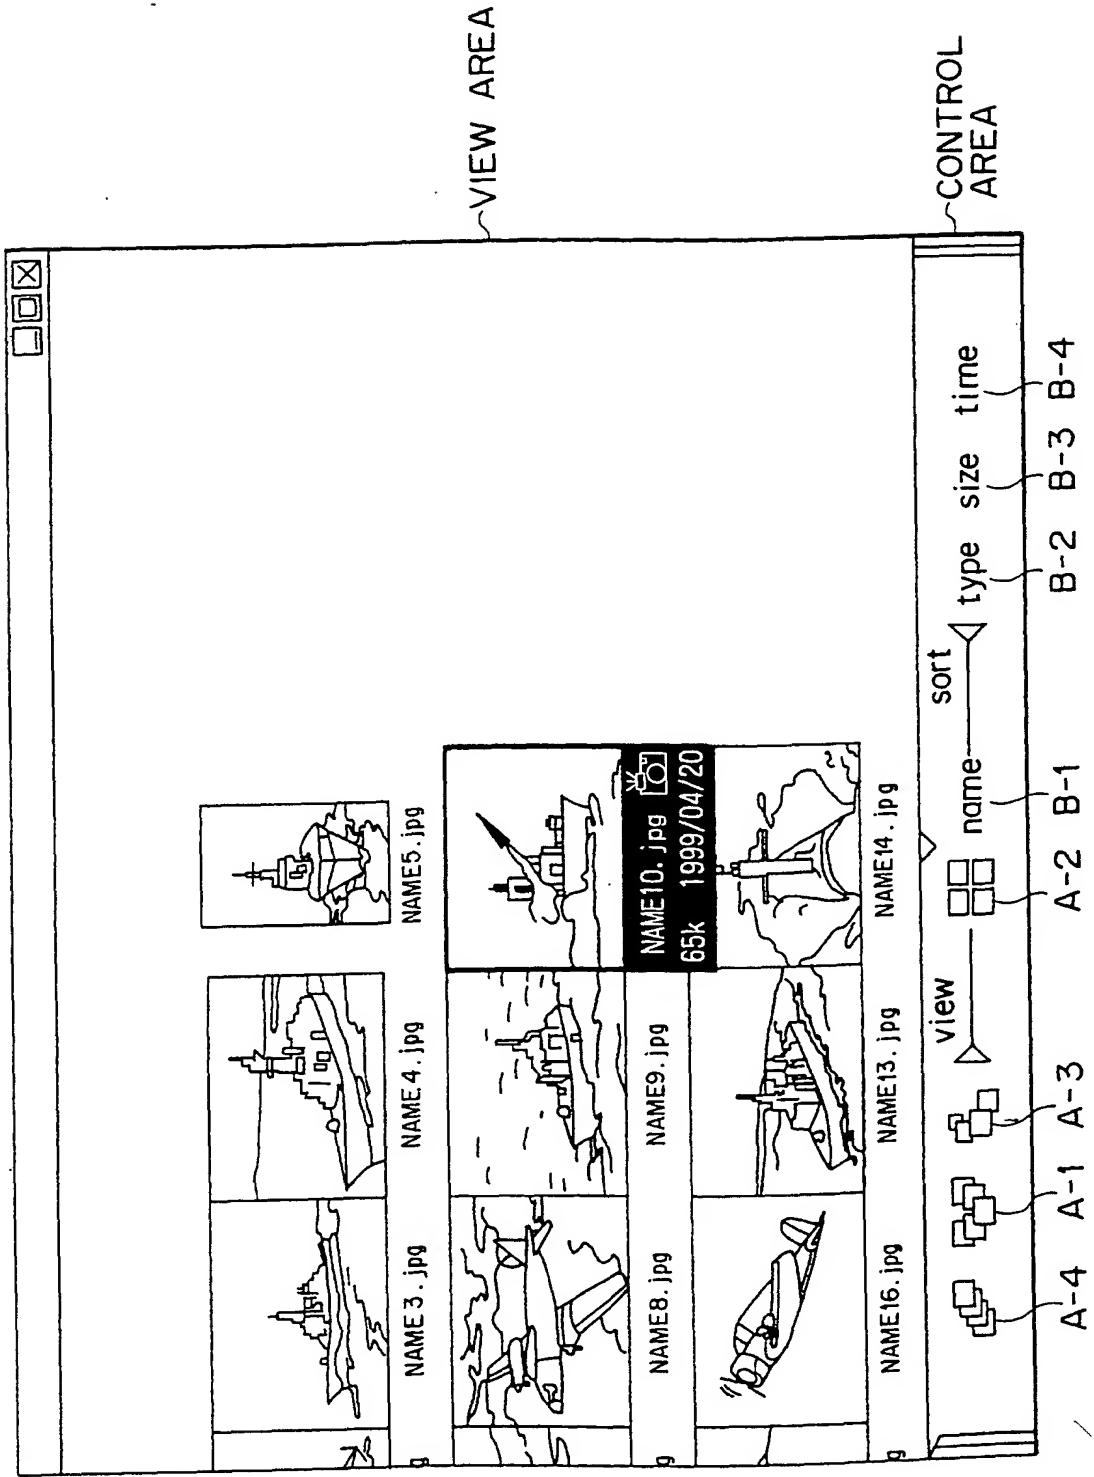 VIEW AREA
NAME3.jpg
NAME4.jpg
NAME5.jpg
g
NAME8.jpg
NAME9.jpg
NAME10.jpg
65k 1999/04/20
g
NAME16.jpg
NAME13.jpg
NAME14.jpg
CONTROL
AREA
view
sort
name
type
size
time
A-4
A-1
A-3
A-2
B-1
B-2
B-3
B-4